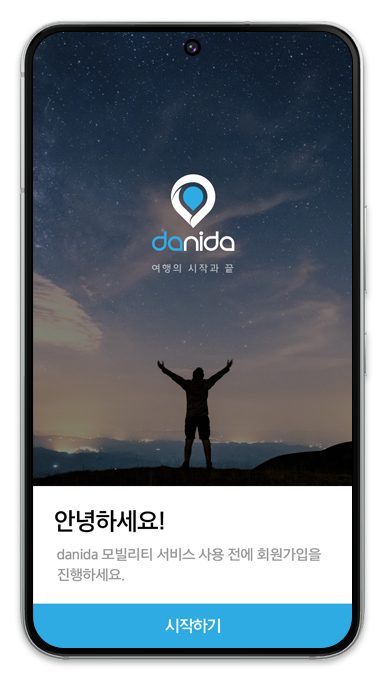 danida
여행의 시작과 끝
안녕하세요!
danida 모빌리티 서비스 사용 전에 회원가입을
진행하세요.
시작하기